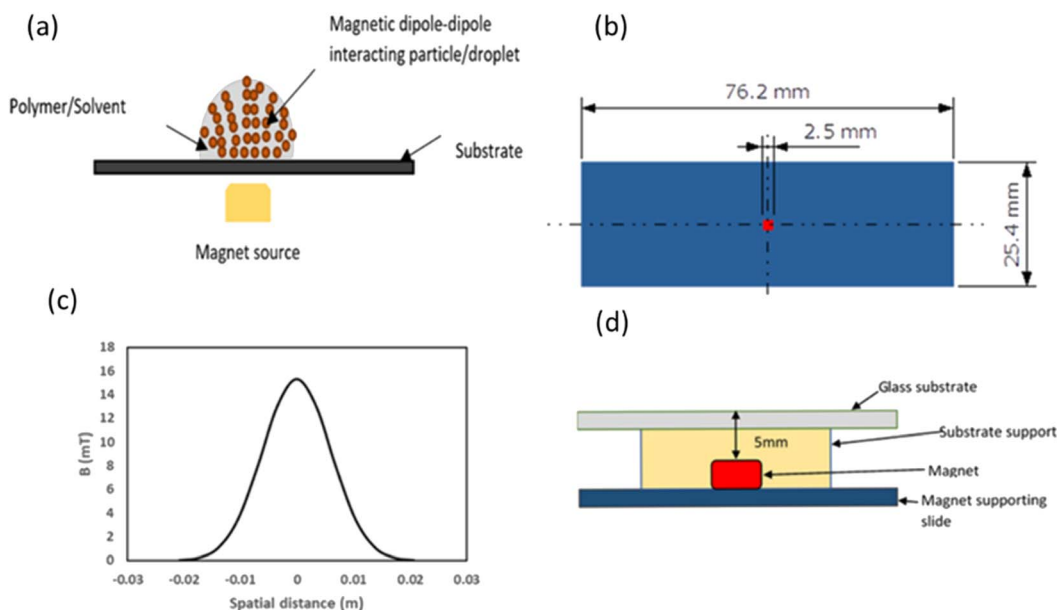 (a)
Magnetic dipole-dipole
interacting particle/droplet
Polymer/Solvent
Substrate
Magnet source
(b)
76.2 mm
2.5 mm
25.4 mm
(c)
18
16
14
12
10
8
6
4
2
0
B (mT)
-0.03
-0.02
-0.01
0
0.01
0.02
0.03
Spatial distance (m)
(d)
Glass substrate
Substrate support
5mm
Magnet
Magnet supporting
slide